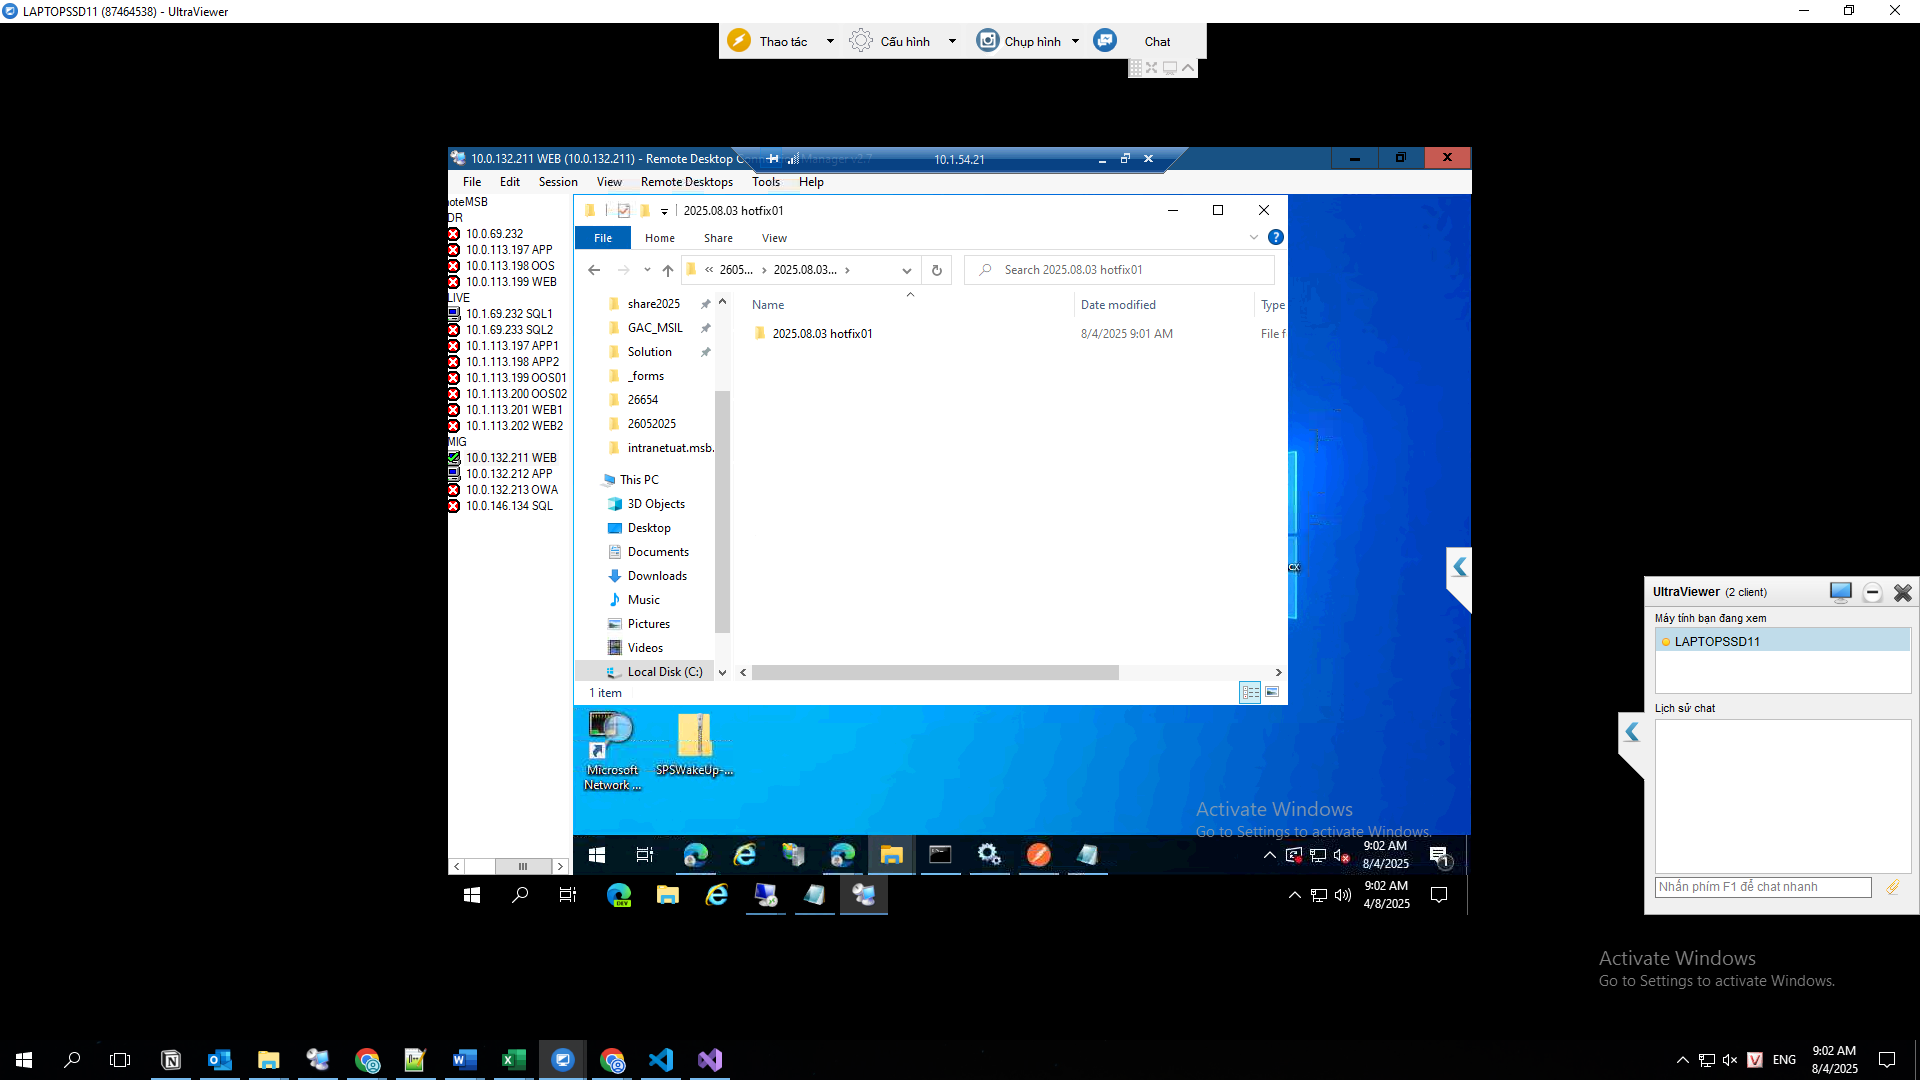 LAPTOPSSD11 (87464538) - UltraViewer
Thao tác
Cấu hình
Chụp hình
Chat
10.0.132.211 WEB (10.0.132.211) - Remote Desktop Connection Manager v2.7
10.1.54.21
File Edit Session View Remote Desktops Tools Help
oteMSB
DR
10.0.69.232
10.0.113.197 APP
10.0.113.198 OOS
10.0.113.199 WEB
LIVE
10.1.69.232 SQL1
10.1.69.233 SQL2
10.1.113.197 APP1
10.1.113.198 APP2
10.1.113.199 OOS01
10.1.113.200 OOS02
10.1.113.201 WEB1
10.1.113.202 WEB2
MIG
10.0.132.211 WEB
10.0.132.212 APP
10.0.132.213 OWA
10.0.146.134 SQL
2025.08.03 hotfix01
File Home Share View
« 2605... › 2025.08.03... ›
Search 2025.08.03 hotfix01
share2025
GAC_MSIL
Solution
_forms
26654
26052025
intranetuat.msb.
This PC
3D Objects
Desktop
Documents
Downloads
Music
Pictures
Videos
Local Disk (C:)
Name Date modified Type
2025.08.03 hotfix01 8/4/2025 9:01 AM File f
1 item
CX
Microsoft
Network ...
SPSWakeUp-...
Activate Windows
Go to Settings to activate Windows.
9:02 AM
8/4/2025
1
DEV
9:02 AM
4/8/2025
UltraViewer (2 client)
Máy tính bạn đang xem
LAPTOPSSD11
Lịch sử chat
Nhấn phím F1 để chat nhanh
Activate Windows
Go to Settings to activate Windows.
ENG
9:02 AM
8/4/2025